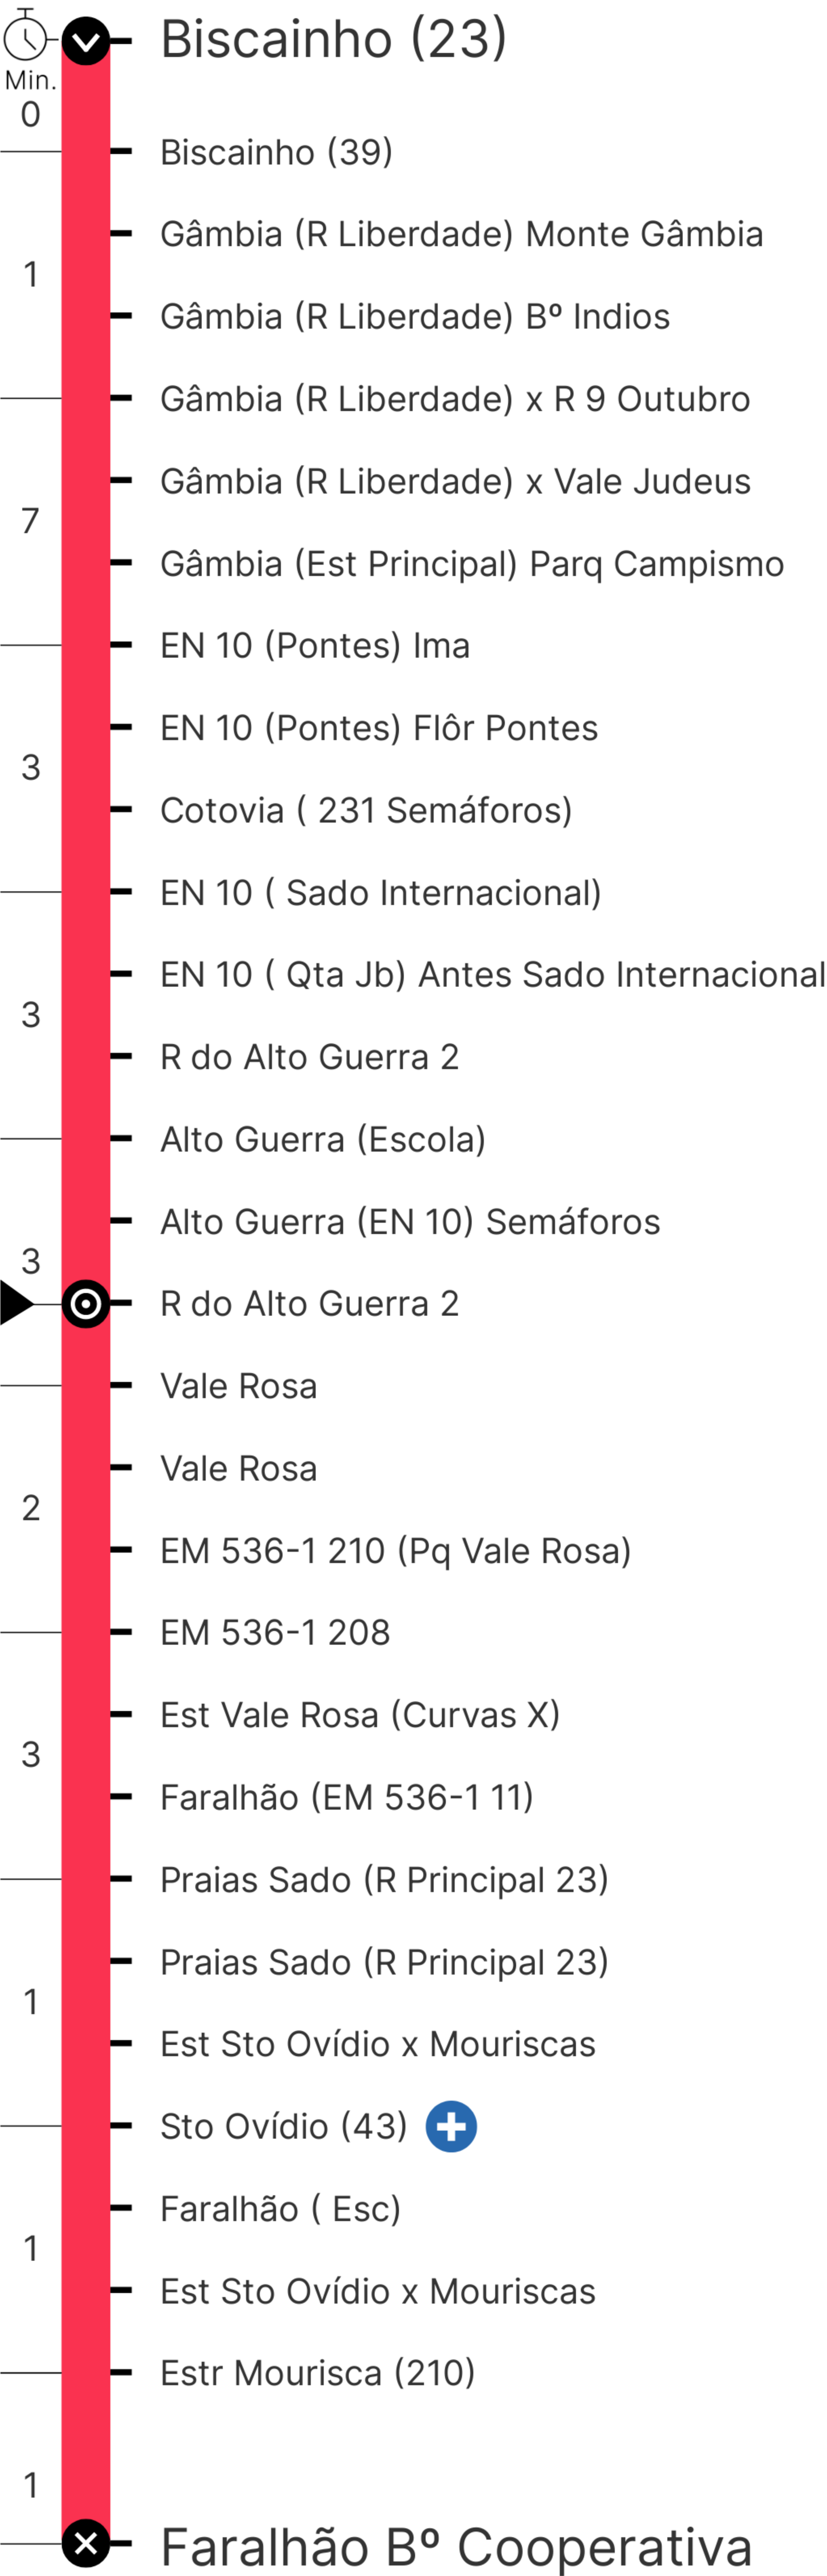 Biscainho (23)
Min.
0
Biscainho (39)
Gâmbia (R Liberdade) Monte Gâmbia
1
Gâmbia (R Liberdade) Bº Indios
Gâmbia (R Liberdade) x R 9 Outubro
Gâmbia (R Liberdade) x Vale Judeus
7
Gâmbia (Est Principal) Parq Campismo
EN 10 (Pontes) Ima
EN 10 (Pontes) Flôr Pontes
3
Cotovia ( 231 Semáforos)
EN 10 ( Sado Internacional)
EN 10 ( Qta Jb) Antes Sado Internacional
3
R do Alto Guerra 2
Alto Guerra (Escola)
Alto Guerra (EN 10) Semáforos
3
R do Alto Guerra 2
Vale Rosa
Vale Rosa
2
EM 536-1 210 (Pq Vale Rosa)
EM 536-1 208
Est Vale Rosa (Curvas X)
3
Faralhão (EM 536-1 11)
Praias Sado (R Principal 23)
Praias Sado (R Principal 23)
1
Est Sto Ovídio x Mouriscas
Sto Ovídio (43)
Faralhão ( Esc)
1
Est Sto Ovídio x Mouriscas
Estr Mourisca (210)
1
Faralhão Bº Cooperativa